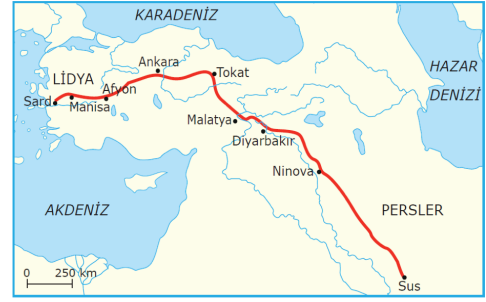 KARADENİZ
HAZAR
DENİZİ
Ankara
Tokat
LİDYA
Afyon
Sard
Manisa
Malatya
Diyarbakır
Ninova
AKDENİZ
PERSLER
0 250 km
Sus